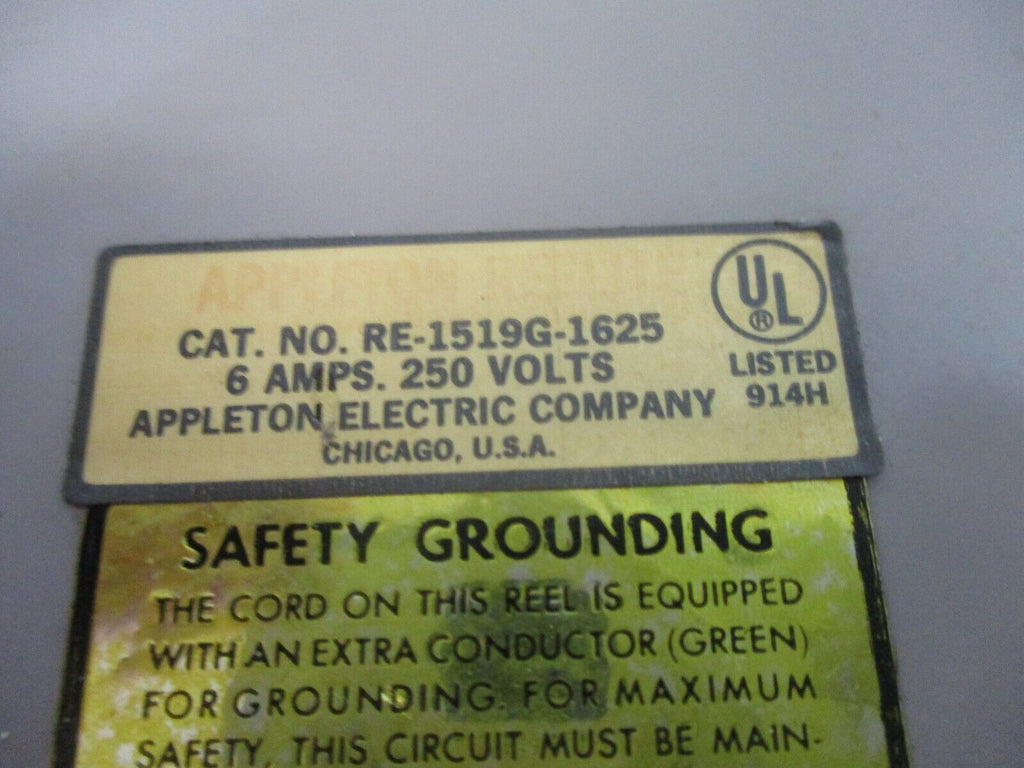 APPLETON REELITE
CAT. NO. RE-1519G-1625
6 AMPS. 250 VOLTS
APPLETON ELECTRIC COMPANY
CHICAGO, U.S.A.
UL
®
LISTED
914H
SAFETY GROUNDING
THE CORD ON THIS REEL IS EQUIPPED
WITH AN EXTRA CONDUCTOR (GREEN)
FOR GROUNDING. FOR MAXIMUM
SAFETY, THIS CIRCUIT MUST BE MAIN-